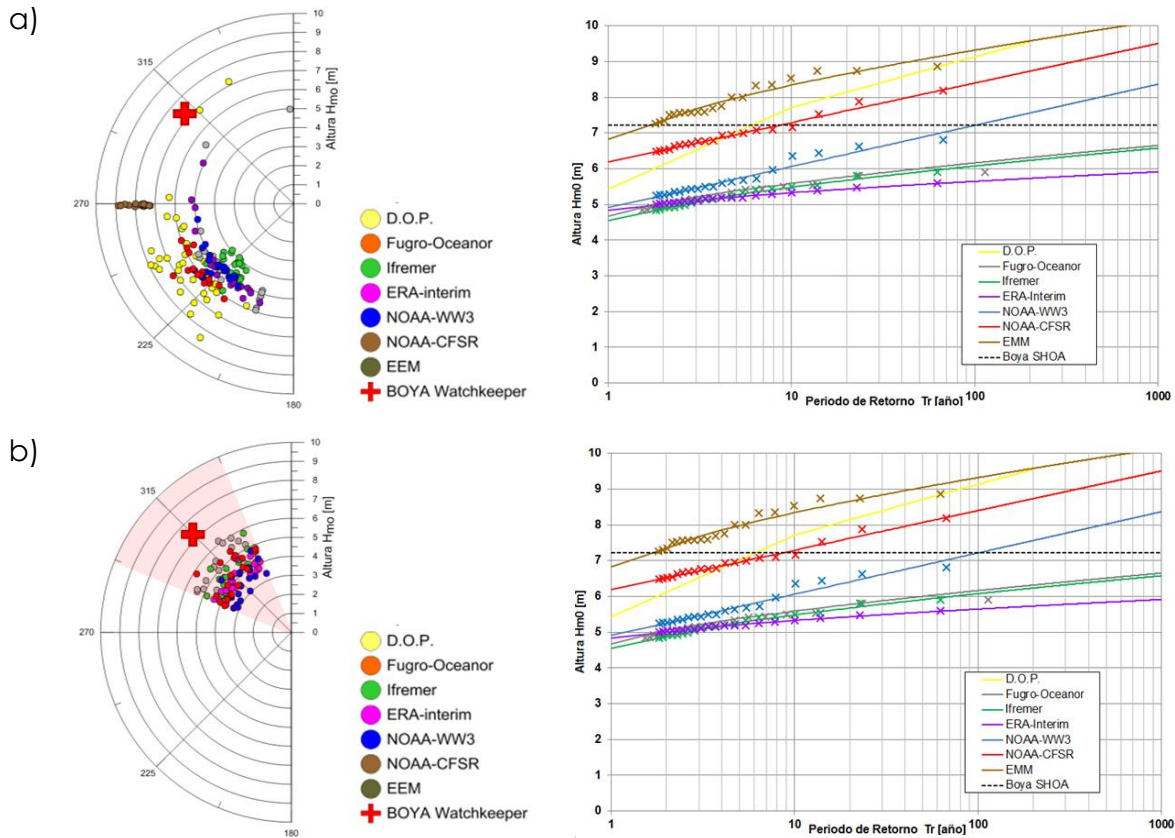 a)
315
270
225
180
10
9
8
7
6
5
4
3
2
1
0
Altura Hmo [m]
D.O.P.
Fugro-Oceanor
Ifremer
ERA-interim
NOAA-WW3
NOAA-CFSR
EEM
BOYA Watchkeeper
10
9
8
7
6
5
4
3
2
1
0
Altura Hm0 [m]
D.O.P.
Fugro-Oceanor
Ifremer
ERA-Interim
NOAA-WW3
NOAA-CFSR
EMM
Boya SHOA
1 10 100 1000
Periodo de Retorno Tr [año]
b)
315
270
225
180
10
9
8
7
6
5
4
3
2
1
0
Altura Hmo [m]
D.O.P.
Fugro-Oceanor
Ifremer
ERA-interim
NOAA-WW3
NOAA-CFSR
EEM
BOYA Watchkeeper
10
9
8
7
6
5
4
3
2
1
0
Altura Hm0 [m]
D.O.P.
Fugro-Oceanor
Ifremer
ERA-Interim
NOAA-WW3
NOAA-CFSR
EMM
Boya SHOA
1 10 100 1000
Periodo de Retorno Tr [año]